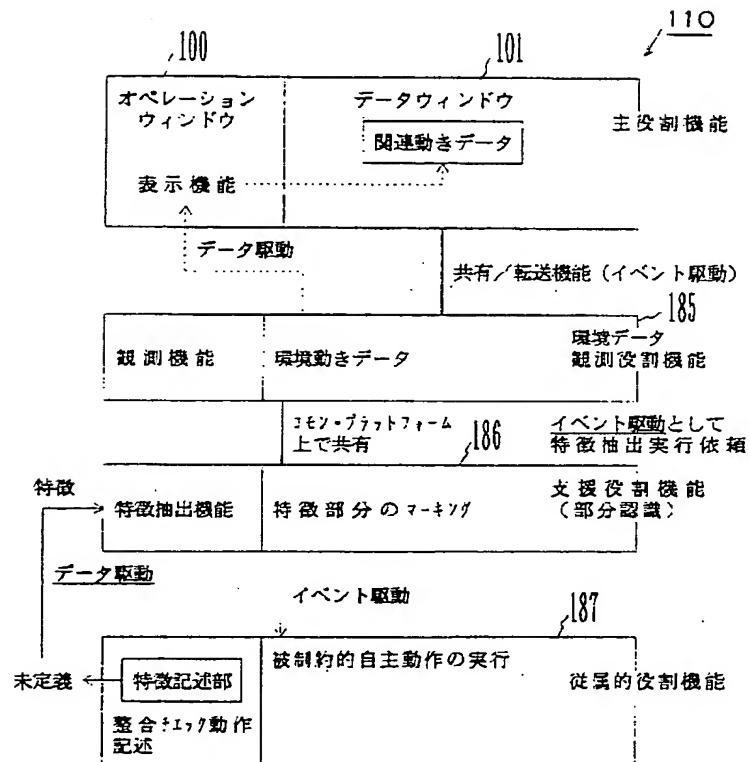 110
100
101
オペレーション
ウィンドウ
データウィンドウ
関連動きデータ
主役割機能
表示機能
データ駆動
共有／転送機能（イベント駆動）
185
観測機能
環境動きデータ
環境データ
観測役割機能
コモン・プラットフォーム
上で共有
186
イベント駆動として
特徴抽出実行依頼
特徴
特徴抽出機能
特徴部分のマーキング
支援役割機能
（部分認識）
データ駆動
イベント駆動
187
被制約的自主動作の実行
未定義
特徴記述部
従属的役割機能
整合チェック動作
記述